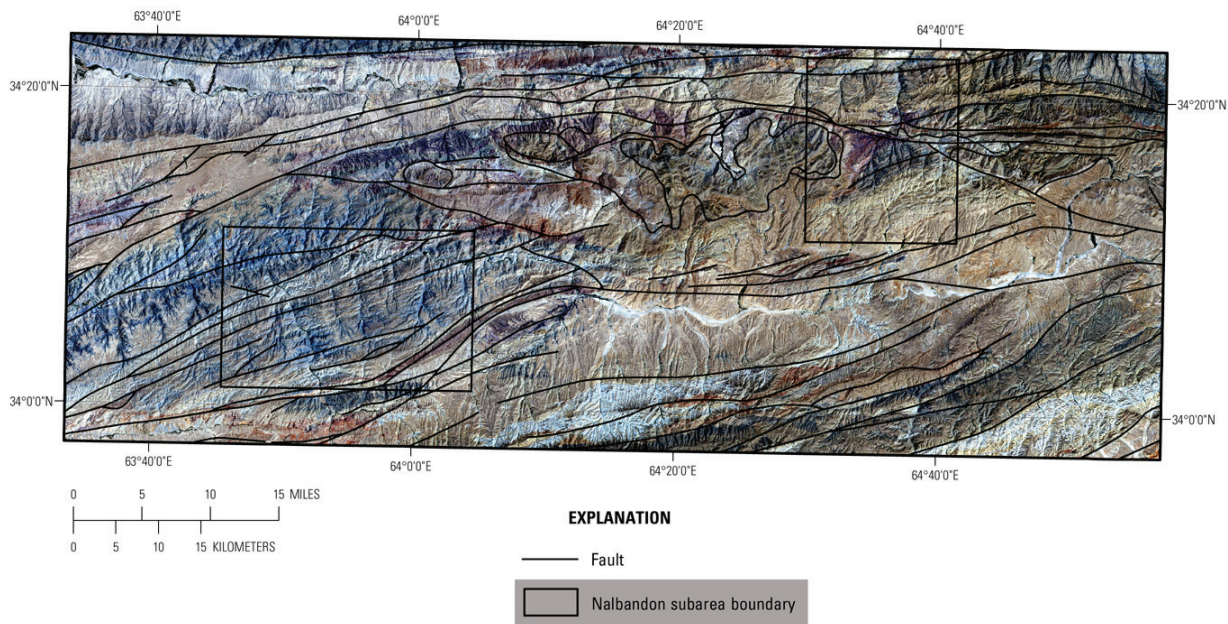 63°40'0"E 64°0'0"E 64°20'0"E 64°40'0"E
34°20'0"N 34°20'0"N
34°0'0"N 34°0'0"N
63°40'0"E 64°0'0"E 64°20'0"E 64°40'0"E
0 5 10 15 MILES
0 5 10 15 KILOMETERS
EXPLANATION
Fault
Nalbandon subarea boundary